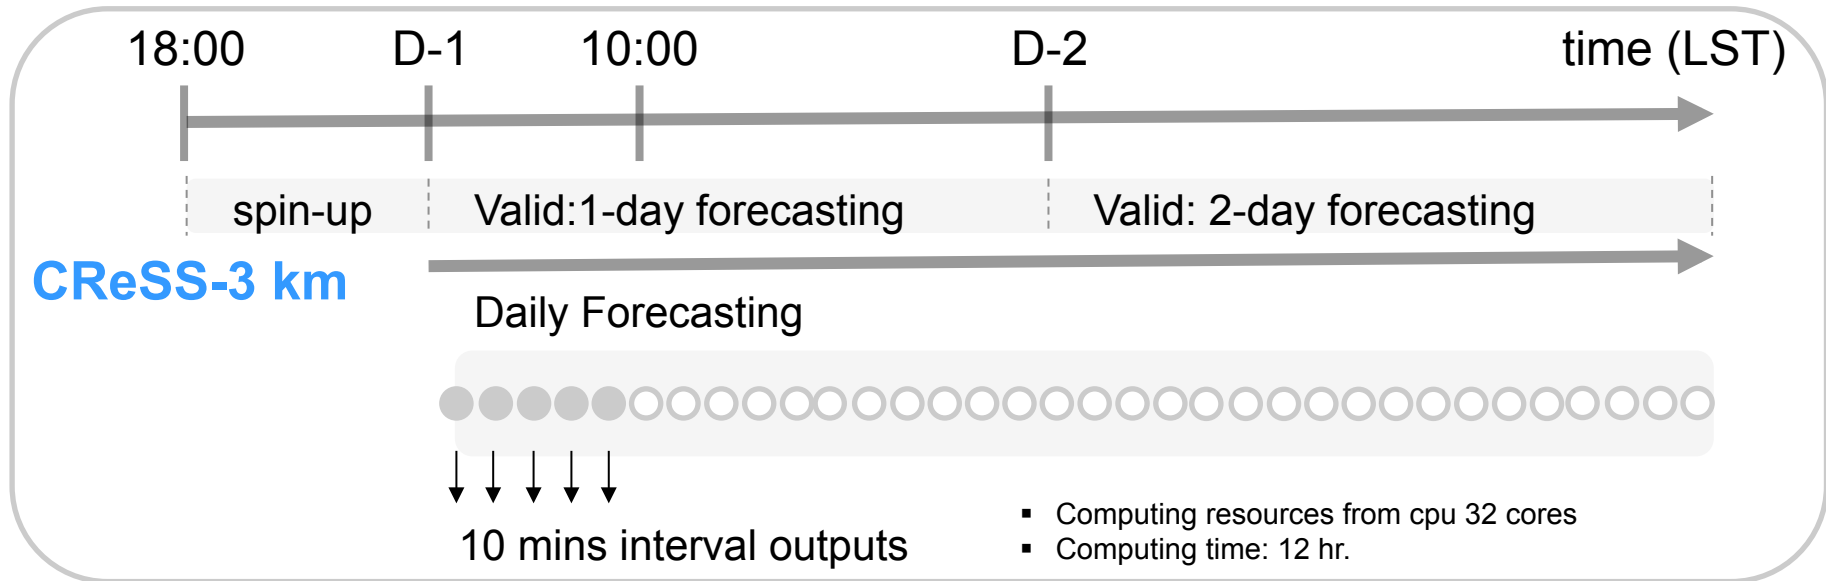 18:00 D-1 10:00 D-2 time (LST)
spin-up Valid:1-day forecasting Valid: 2-day forecasting
CReSS-3 km
Daily Forecasting
10 mins interval outputs
▪ Computing resources from cpu 32 cores
▪ Computing time: 12 hr.